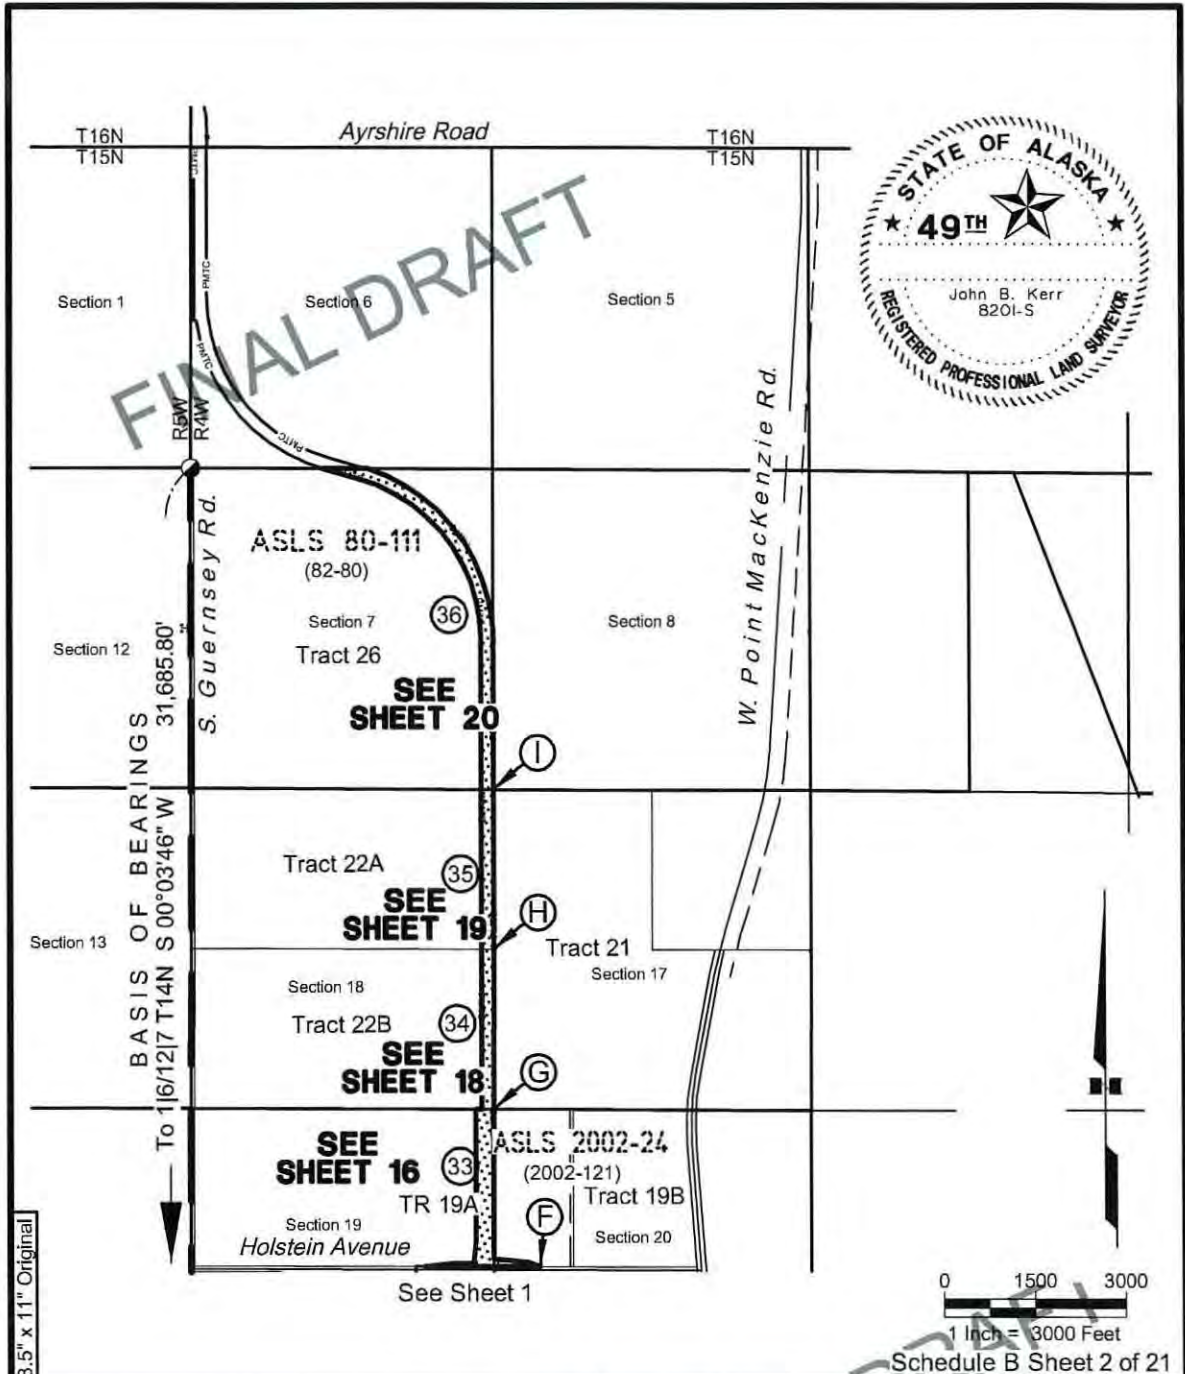 T16N
T15N
Ayrshire Road
T16N
T15N
STATE OF ALASKA
49TH
John B. Kerr
8201-S
REGISTERED PROFESSIONAL LAND SURVEYOR
FINAL DRAFT
PMTC
PMTC
PMTC
PMTC
Section 1
Section 6
Section 5
R5W
R4W
S. Guernsey Rd.
W. Point MacKenzie Rd.
ASLS 80-111
(82-80)
36
Section 7
Section 8
Section 12
Tract 26
SEE
SHEET 20
I
BASIS OF BEARINGS
To 1|6/12|7 T14N S 00°03'46" W 31,685.80'
Tract 22A
35
SEE
SHEET 19
H
Section 13
Tract 21
Section 17
Section 18
Tract 22B
34
SEE
SHEET 18
G
SEE
SHEET 16
33
ASLS 2002-24
(2002-121)
TR 19A
Tract 19B
F
Section 19
Section 20
Holstein Avenue
See Sheet 1
N
0 1500 3000
1 Inch = 3000 Feet
DRAFT
Schedule B Sheet 2 of 21
8.5" x 11" Original